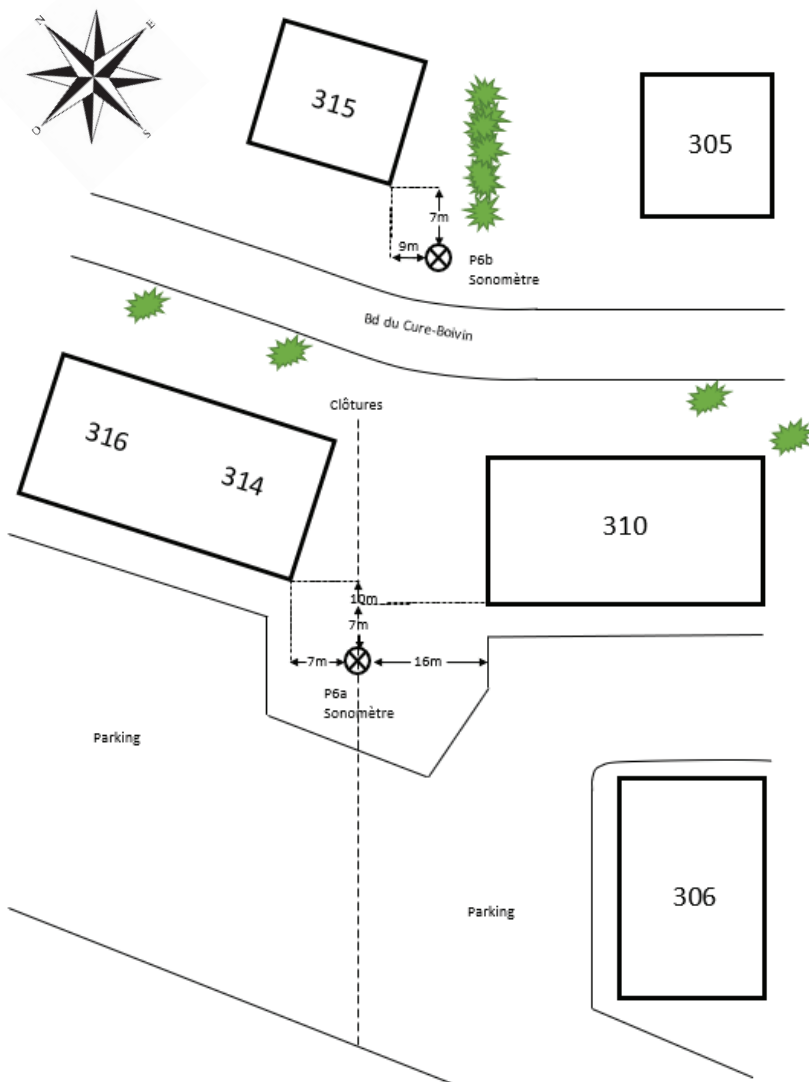 N
E
O
S
315
305
7m
9m
P6b
Sonomètre
Bd du Cure-Boivin
Clôtures
316
314
310
10m
7m
7m
16m
P6a
Sonomètre
Parking
306
Parking